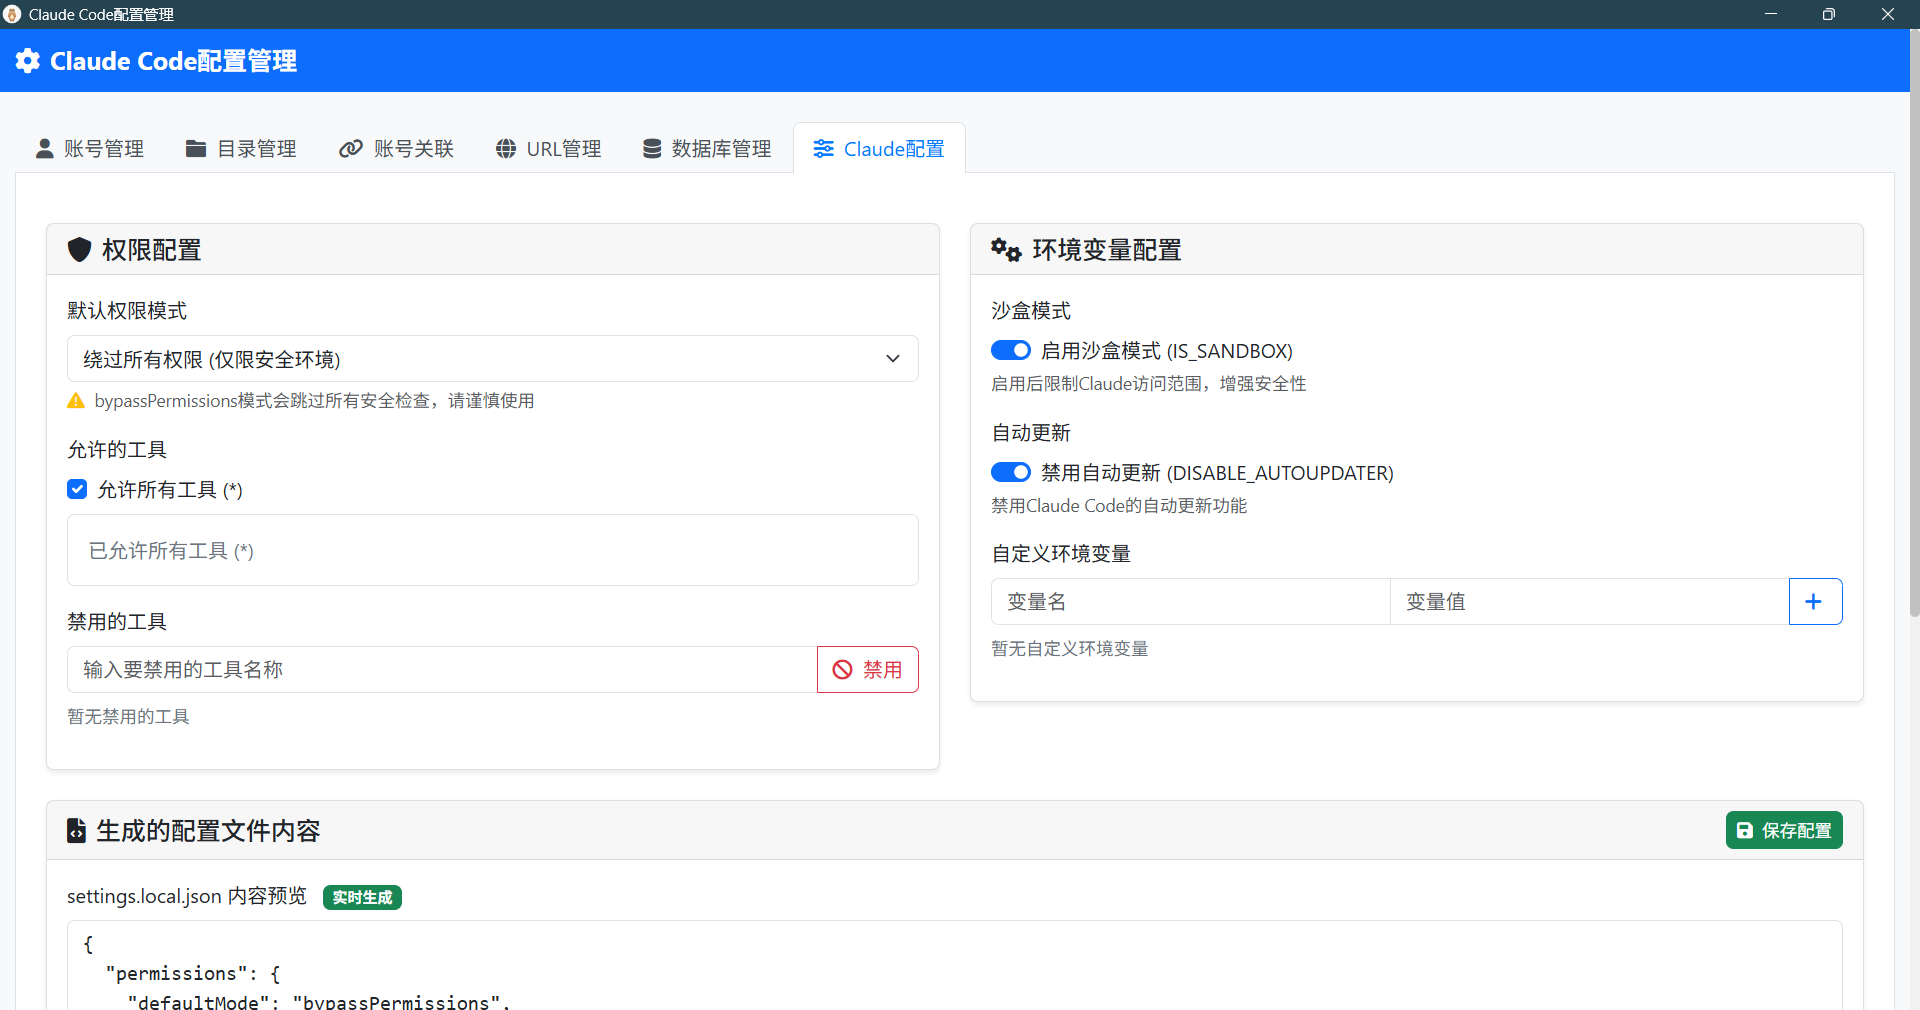 Claude Code配置管理
Claude Code配置管理
账号管理
目录管理
账号关联
URL管理
数据库管理
Claude配置
权限配置
默认权限模式
绕过所有权限 (仅限安全环境)
bypassPermissions模式会跳过所有安全检查，请谨慎使用
允许的工具
允许所有工具 (*)
已允许所有工具 (*)
禁用的工具
输入要禁用的工具名称
禁用
暂无禁用的工具
环境变量配置
沙盒模式
启用沙盒模式 (IS_SANDBOX)
启用后限制Claude访问范围，增强安全性
自动更新
禁用自动更新 (DISABLE_AUTOUPDATER)
禁用Claude Code的自动更新功能
自定义环境变量
变量名
变量值
暂无自定义环境变量
生成的配置文件内容
保存配置
settings.local.json 内容预览
实时生成
{
"permissions": {
"defaultMode": "bypassPermissions",